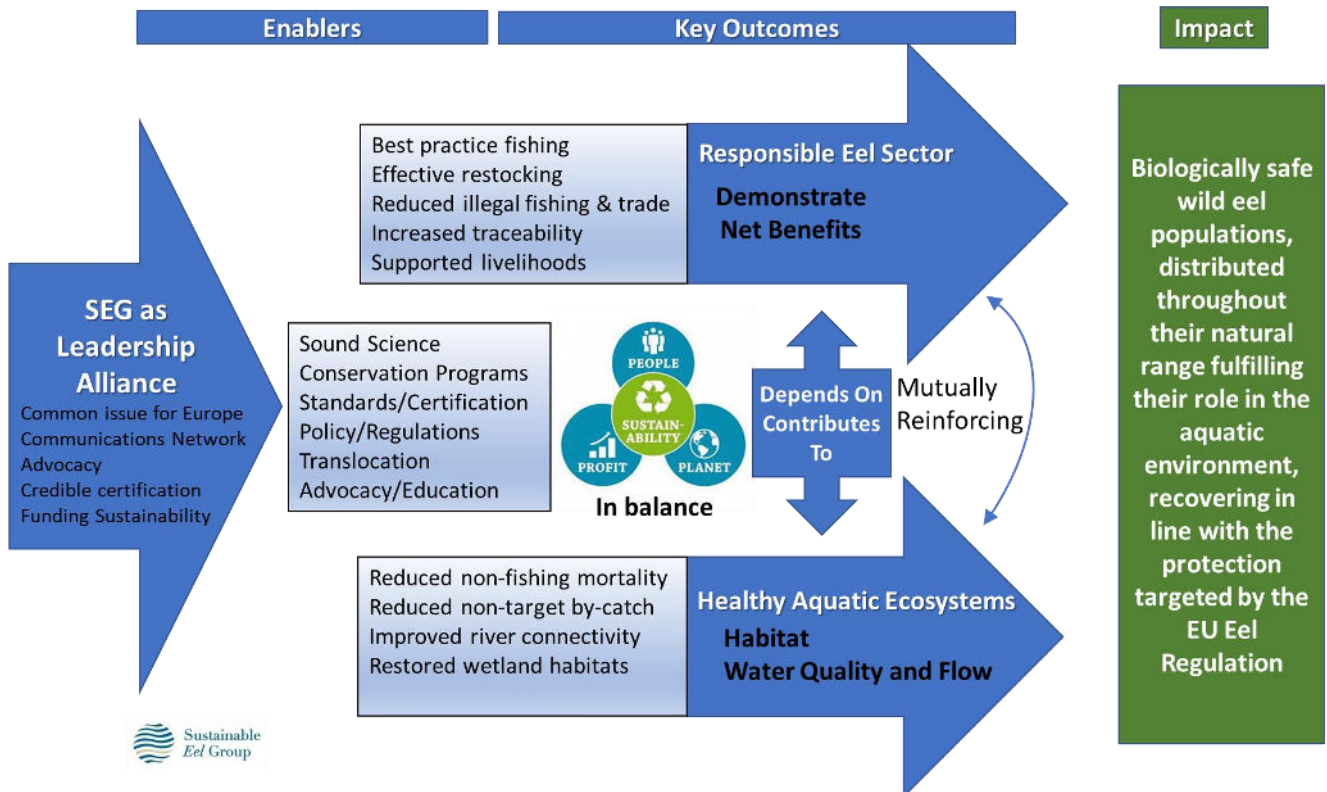 Enablers
Key Outcomes
Impact
SEG as
Leadership
Alliance
Common issue for Europe
Communications Network
Advocacy
Credible certification
Funding Sustainability
Best practice fishing
Effective restocking
Reduced illegal fishing & trade
Increased traceability
Supported livelihoods
Responsible Eel Sector
Demonstrate
Net Benefits
Sound Science
Conservation Programs
Standards/Certification
Policy/Regulations
Translocation
Advocacy/Education
PEOPLE
SUSTAIN-
ABILITY
PROFIT
PLANET
In balance
Depends On
Contributes
To
Mutually
Reinforcing
Reduced non-fishing mortality
Reduced non-target by-catch
Improved river connectivity
Restored wetland habitats
Healthy Aquatic Ecosystems
Habitat
Water Quality and Flow
Biologically safe
wild eel
populations,
distributed
throughout
their natural
range fulfilling
their role in the
aquatic
environment,
recovering in
line with the
protection
targeted by the
EU Eel
Regulation
Sustainable
Eel Group